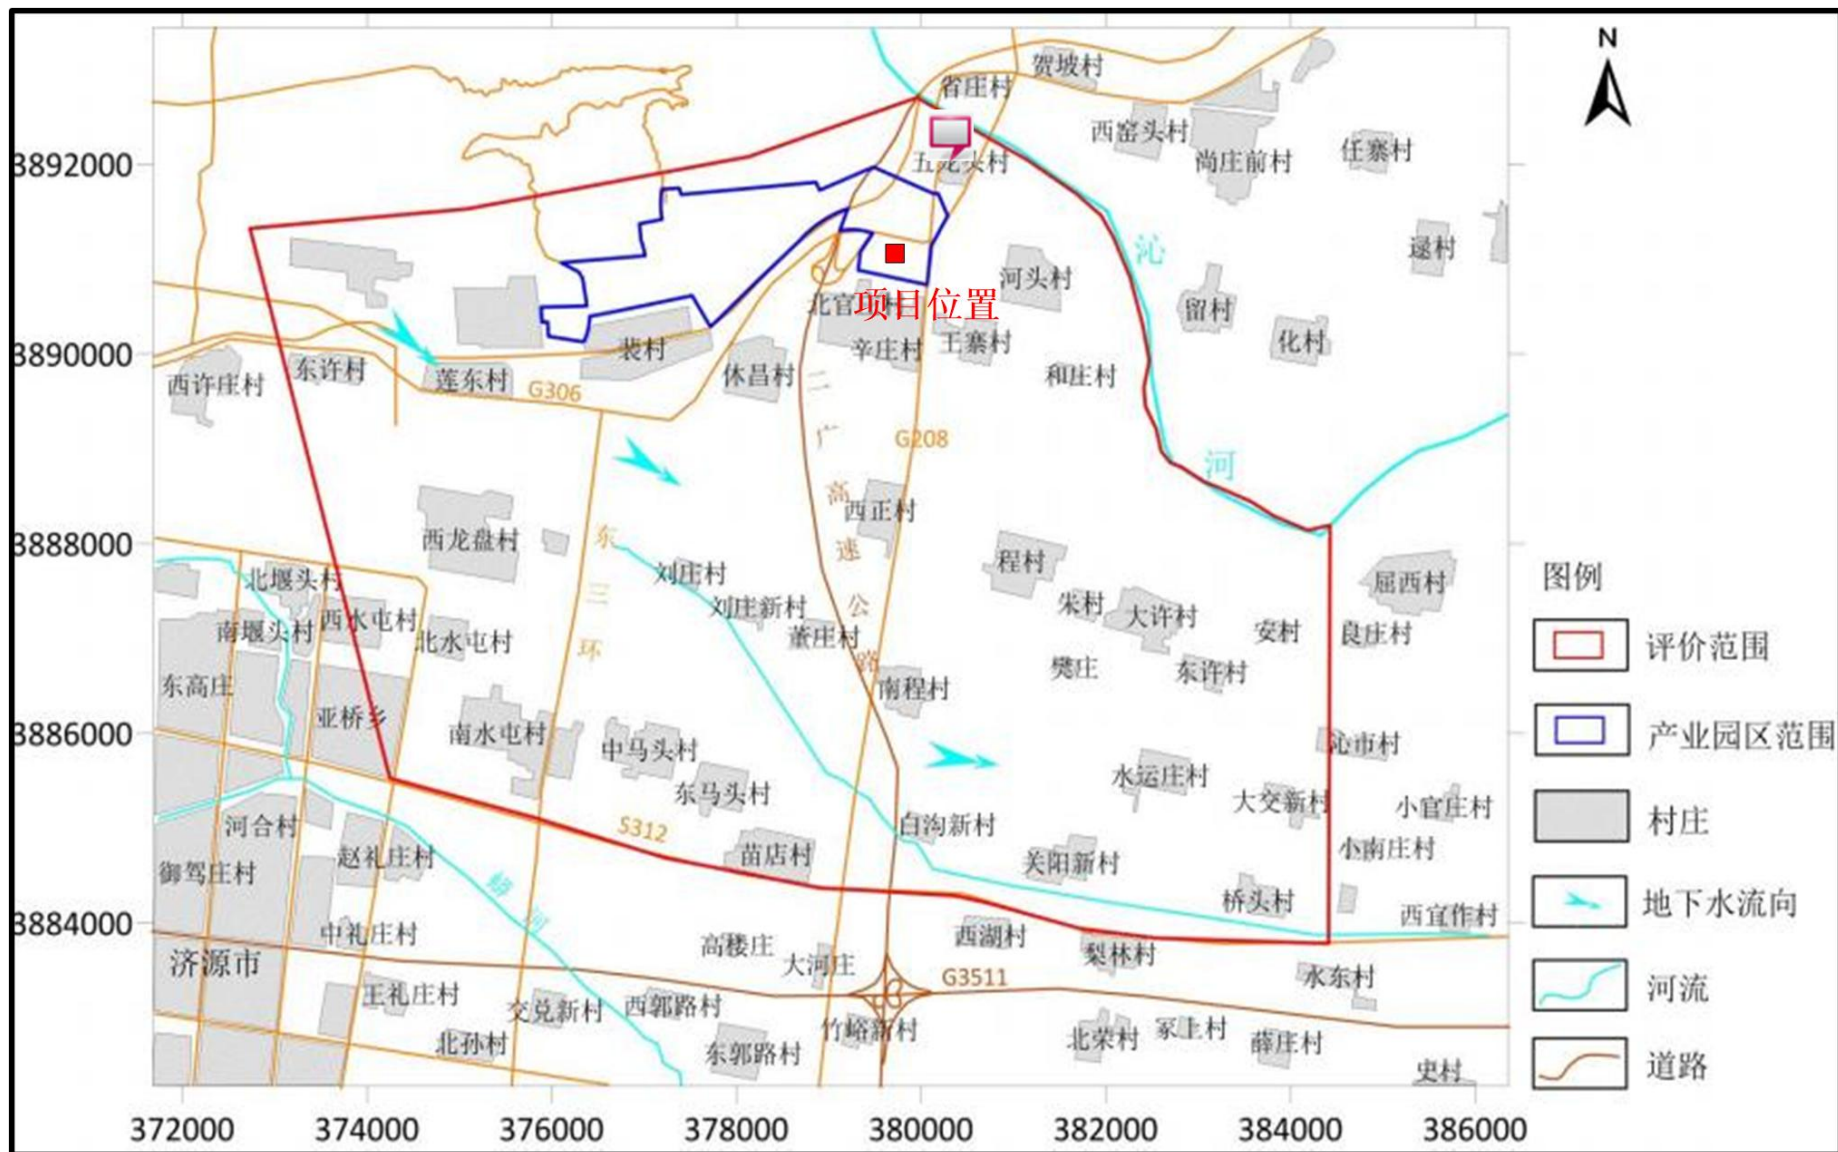 N
贺坡村
省庄村
西窑头村
尚庄前村
任寨村
3892000
五龙头村
沁
逯村
河头村
留村
北官庄村
项目位置
化村
3890000
裴村
辛庄村
王寨村
东许村
西许庄村
莲东村
休昌村
和庄村
G306
二
广
高
速
公
路
G208
河
西正村
3888000
西龙盘村
东
三
环
程村
刘庄村
北堰头村
屈西村
图例
刘庄新村
朱村
大许村
南堰头村
西水屯村
北水屯村
董庄村
安村
良庄村
评价范围
樊庄
东许村
东高庄
南程村
亚桥乡
3886000
南水屯村
中马头村
沁市村
产业园区范围
水运庄村
东马头村
大交新村
小官庄村
河合村
S312
白沟新村
村庄
赵礼庄村
苗店村
关阳新村
小南庄村
御驾庄村
蟒
河
桥头村
地下水流向
西宜作村
3884000
中礼庄村
高楼庄
西湖村
济源市
大河庄
梨林村
G3511
水东村
河流
王礼庄村
交兑新村
西郭路村
竹峪新村
北孙村
东郭路村
北荣村
冢上村
薛庄村
道路
史村
372000
374000
376000
378000
380000
382000
384000
386000